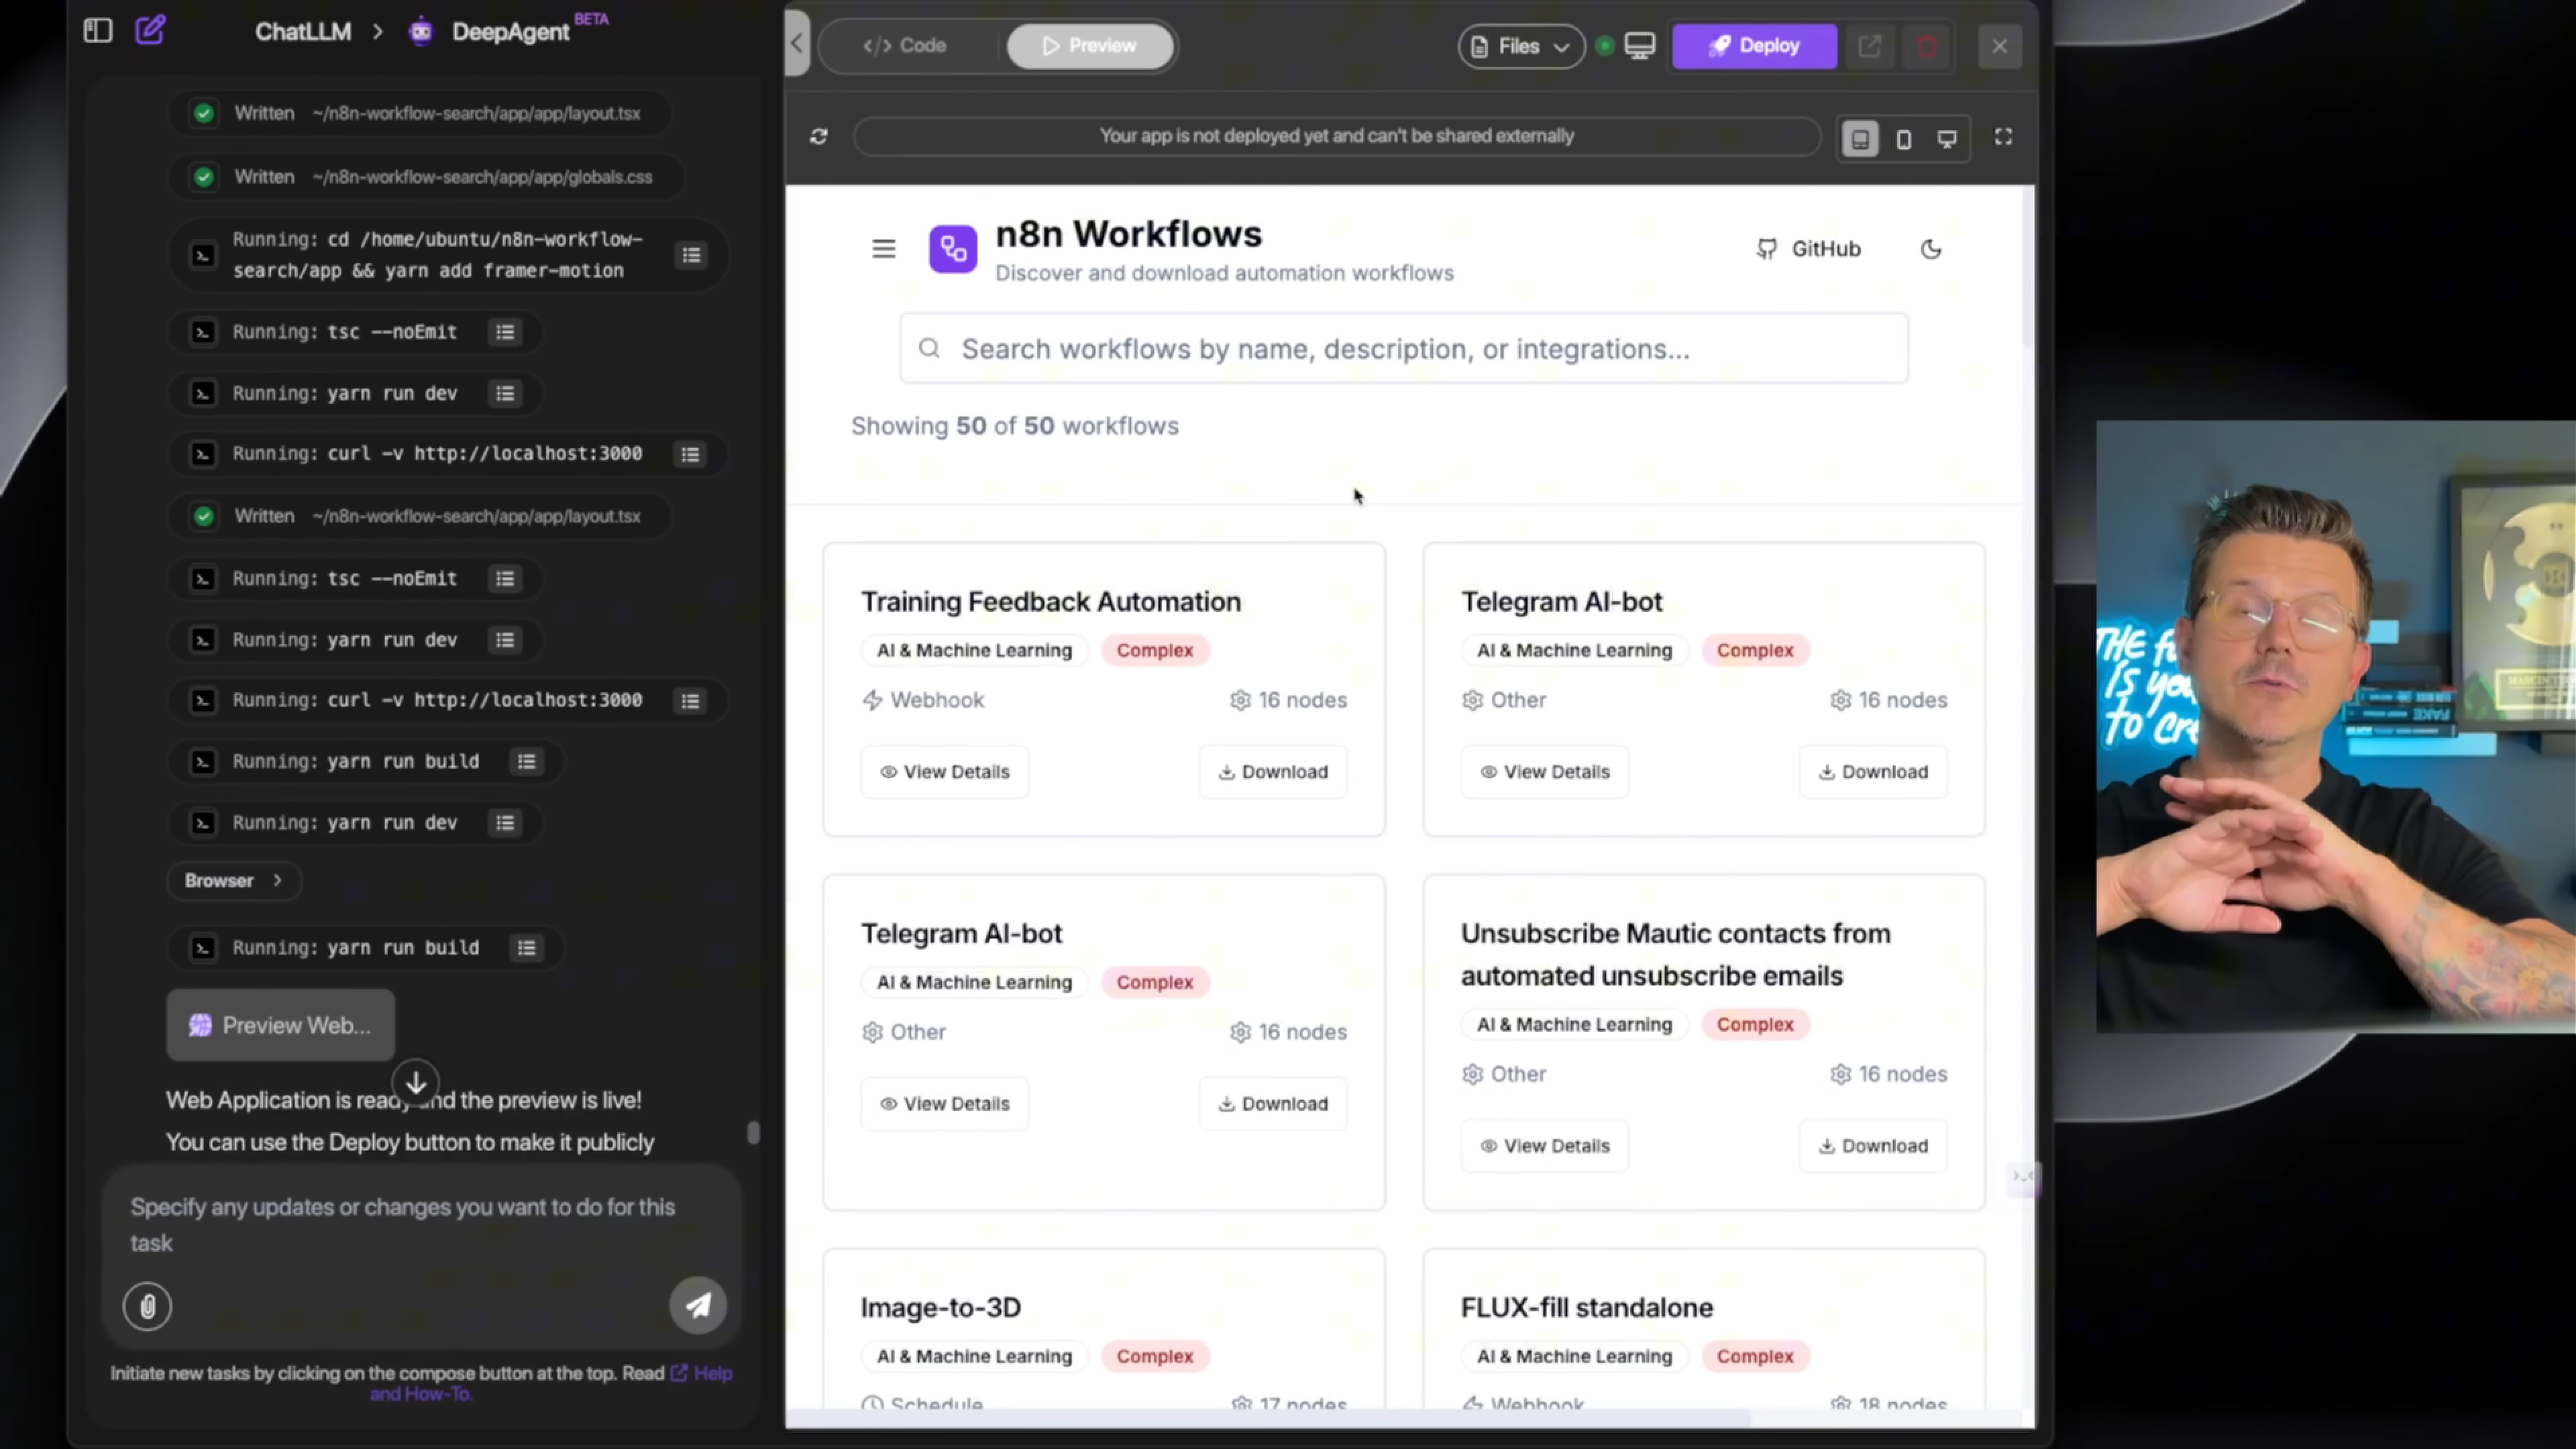 ChatLLM > DeepAgent BETA
Written ~/n8n-workflow-search/app/app/layout.tsx
Written ~/n8n-workflow-search/app/app/globals.css
Running: cd /home/ubuntu/n8n-workflow-
search/app && yarn add framer-motion
Running: tsc --noEmit
Running: yarn run dev
Running: curl -v http://localhost:3000
Written ~/n8n-workflow-search/app/app/layout.tsx
Running: tsc --noEmit
Running: yarn run dev
Running: curl -v http://localhost:3000
Running: yarn run build
Running: yarn run dev
Browser
Running: yarn run build
Preview Web...
Web Application is ready and the preview is live!
You can use the Deploy button to make it publicly
Specify any updates or changes you want to do for this
task
Initiate new tasks by clicking on the compose button at the top. Read Help
and How-To.
</> Code
Preview
Files
Deploy
Your app is not deployed yet and can't be shared externally
n8n Workflows
Discover and download automation workflows
GitHub
Search workflows by name, description, or integrations...
Showing 50 of 50 workflows
Training Feedback Automation
AI & Machine Learning Complex
Webhook 16 nodes
View Details Download
Telegram AI-bot
AI & Machine Learning Complex
Other 16 nodes
View Details Download
Telegram AI-bot
AI & Machine Learning Complex
Other 16 nodes
View Details Download
Unsubscribe Mautic contacts from
automated unsubscribe emails
AI & Machine Learning Complex
Other 16 nodes
View Details Download
Image-to-3D
AI & Machine Learning Complex
Schedule 17 nodes
FLUX-fill standalone
AI & Machine Learning Complex
Webhook 18 nodes
THE
IS
to
FAKE